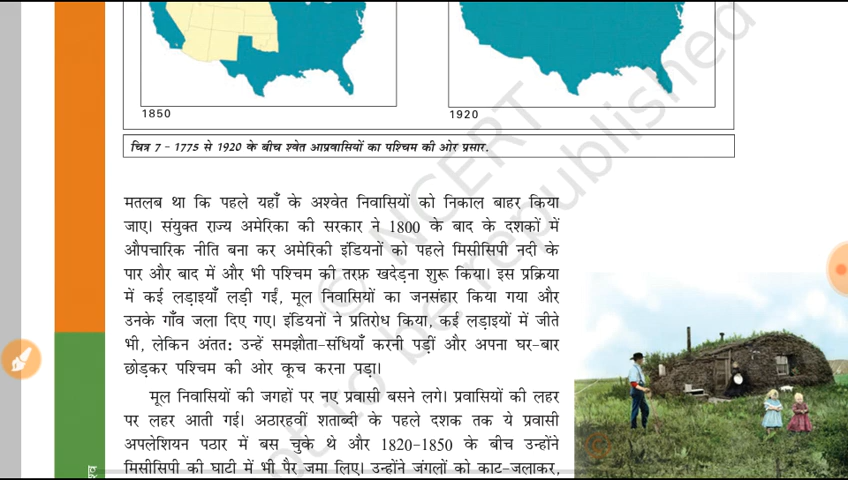 1850
1920
चित्र 7 - 1775 से 1920 के बीच श्वेत आप्रवासियों का पश्चिम की ओर प्रसार.
मतलब था कि पहले यहाँ के अश्वेत निवासियों को निकाल बाहर किया
जाए। संयुक्त राज्य अमेरिका की सरकार ने 1800 के बाद के दशकों में
औपचारिक नीति बना कर अमेरिकी इंडियनों को पहले मिसीसिपी नदी के
पार और बाद में और भी पश्चिम की तरफ़ खदेड़ना शुरू किया। इस प्रक्रिया
में कई लड़ाइयाँ लड़ी गईं, मूल निवासियों का जनसंहार किया गया और
उनके गाँव जला दिए गए। इंडियनों ने प्रतिरोध किया, कई लड़ाइयों में जीते
भी, लेकिन अंतत: उन्हें समझौता-संधियाँ करनी पड़ीं और अपना घर-बार
छोड़कर पश्चिम की ओर कूच करना पड़ा।
मूल निवासियों की जगहों पर नए प्रवासी बसने लगे। प्रवासियों की लहर
पर लहर आती गई। अठारहवीं शताब्दी के पहले दशक तक ये प्रवासी
अपलेशियन पठार में बस चुके थे और 1820-1850 के बीच उन्होंने
मिसीसिपी की घाटी में भी पैर जमा लिए। उन्होंने जंगलों को काट-जलाकर,
© NCERT
be republished